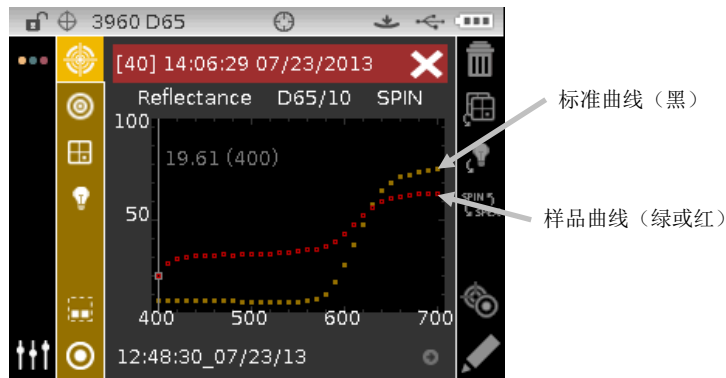 3960 D65
[40] 14:06:29 07/23/2013
Reflectance D65/10 SPIN
100
19.61 (400)
50
400 500 600 700
12:48:30_07/23/13
SPIN
SPEX
标准曲线（黑）
样品曲线（绿或红）